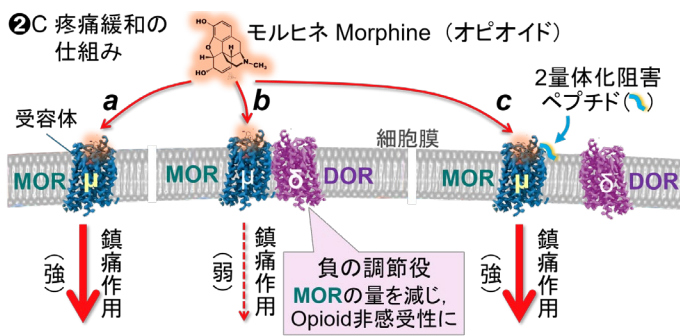 ❷C 疼痛緩和の
仕組み
モルヒネ Morphine（オピオイド）
HO
O
H
H
N-CH₃
HO
a
b
c
2量体化阻害
ペプチド( )
受容体
細胞膜
MOR μ
MOR μ δ DOR
MOR μ δ DOR
鎮痛作用
(強)
鎮痛作用
(弱)
鎮痛作用
(強)
負の調節役
MORの量を減じ，
Opioid非感受性に